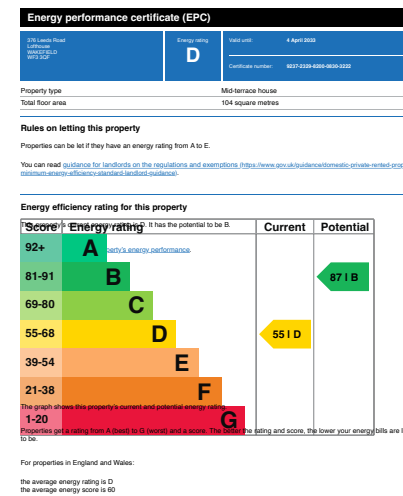 Energy performance certificate (EPC)
376 Leeds Road
Lofthouse
WAKEFIELD
WF3 3QF
Energy rating
D
Valid until:
4 April 2033
Certificate number:
9237-2329-6200-0630-3222
Property type
Mid-terrace house
Total floor area
104 square metres
Rules on letting this property
Properties can be let if they have an energy rating from A to E.
You can read guidance for landlords on the regulations and exemptions (https://www.gov.uk/guidance/domestic-private-rented-prop
minimum-energy-efficiency-standard-landlord-guidance).
Energy efficiency rating for this property
This property's current energy rating is D. It has the potential to be B.
Score Energy rating Current Potential
perty's energy performance.
92+ A
81-91 B 87 | B
69-80 C
55-68 D 55 | D
39-54 E
21-38 F
The graph shows this property's current and potential energy rating.
1-20 G
Properties get a rating from A (best) to G (worst) and a score. The better the rating and score, the lower your energy bills are l
to be.
For properties in England and Wales:
the average energy rating is D
the average energy score is 60